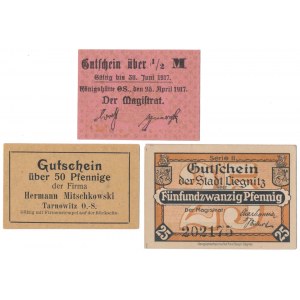 Gutschein über 1/2 M
Gültig bis 30. Juni 1917.
Königshütte OS., den 25. April 1917.
Der Magistrat.
Gutschein
über 50 Pfennige
der Firma
Hermann Mitschkowski
Tarnowitz O.-S.
Serie II.
Gutschein
der Stadt Liegnitz
Fünfundzwanzig Pfennig
Der Magistrat
25
25
202175